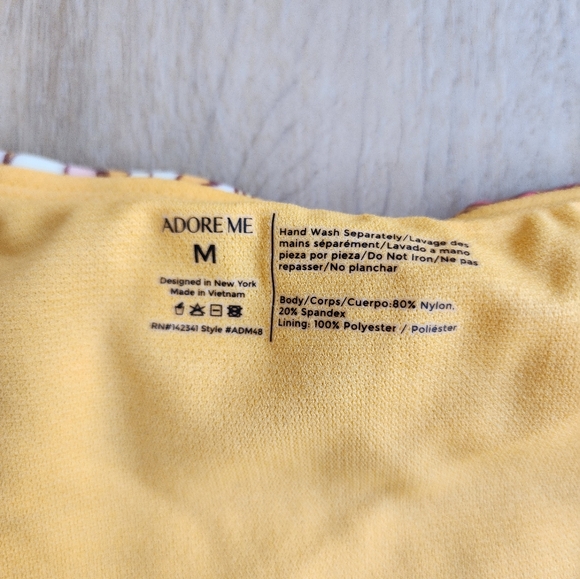 ADORE ME
M
Designed in New York
Made in Vietnam
RN#142341 Style #ADM48
Hand Wash Separately/Lavage des
mains séparément/Lavado a mano
pieza por pieza/Do Not Iron/Ne pas
repasser/No planchar
Body/Corps/Cuerpo:80% Nylon,
20% Spandex
Lining: 100% Polyester / Poliéster